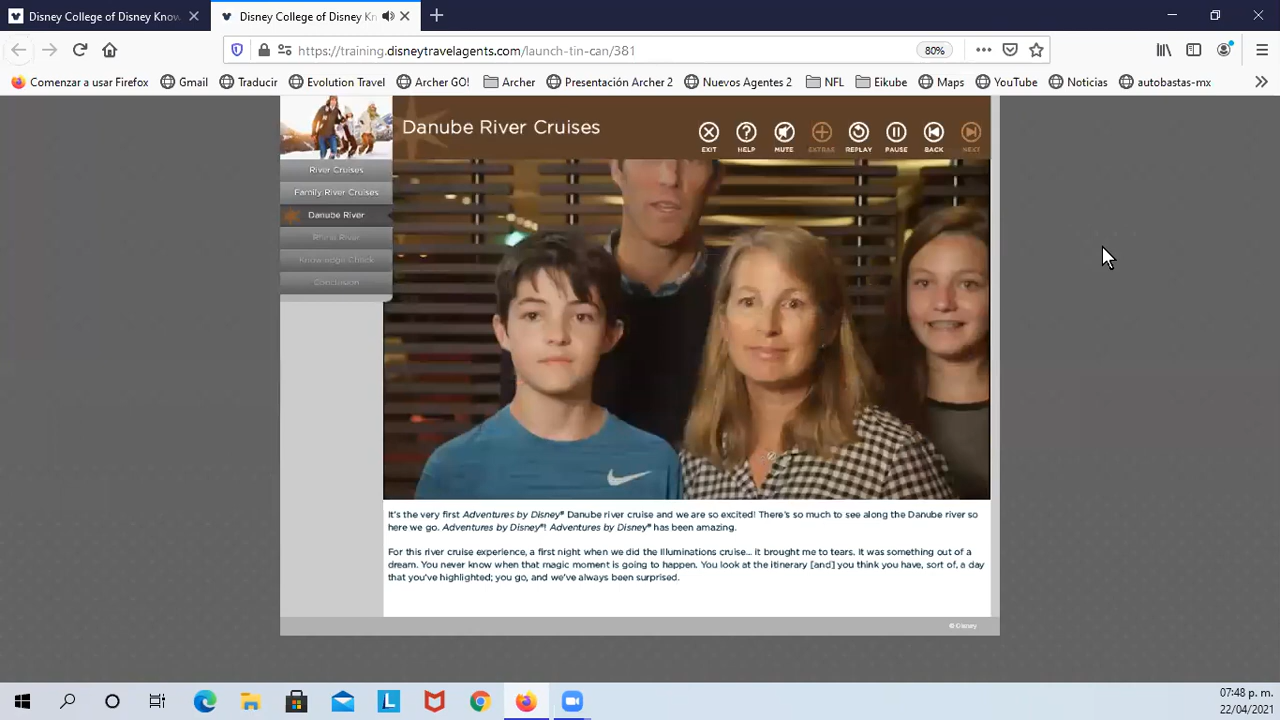 Disney College of Disney Know
Disney College of Disney Kn
https://training.disneytravelagents.com/launch-tin-can/381
80%
Comenzar a usar Firefox
Gmail
Traducir
Evolution Travel
Archer GO!
Archer
Presentación Archer 2
Nuevos Agentes 2
NFL
Eikube
Maps
YouTube
Noticias
autobastas-mx
Danube River Cruises
EXIT
HELP
MUTE
EXTRAS
REPLAY
PAUSE
BACK
NEXT
River Cruises
Family River Cruises
Danube River
Rhine River
Knowledge Check
Conclusion
It's the very first Adventures by Disney® Danube river cruise and we are so excited! There's so much to see along the Danube river so
here we go. Adventures by Disney®! Adventures by Disney® has been amazing.
For this river cruise experience, a first night when we did the Illuminations cruise... it brought me to tears. It was something out of a
dream. You never know when that magic moment is going to happen. You look at the itinerary [and] you think you have, sort of, a day
that you've highlighted; you go, and we've always been surprised.
© Disney
L
07:48 p. m.
22/04/2021